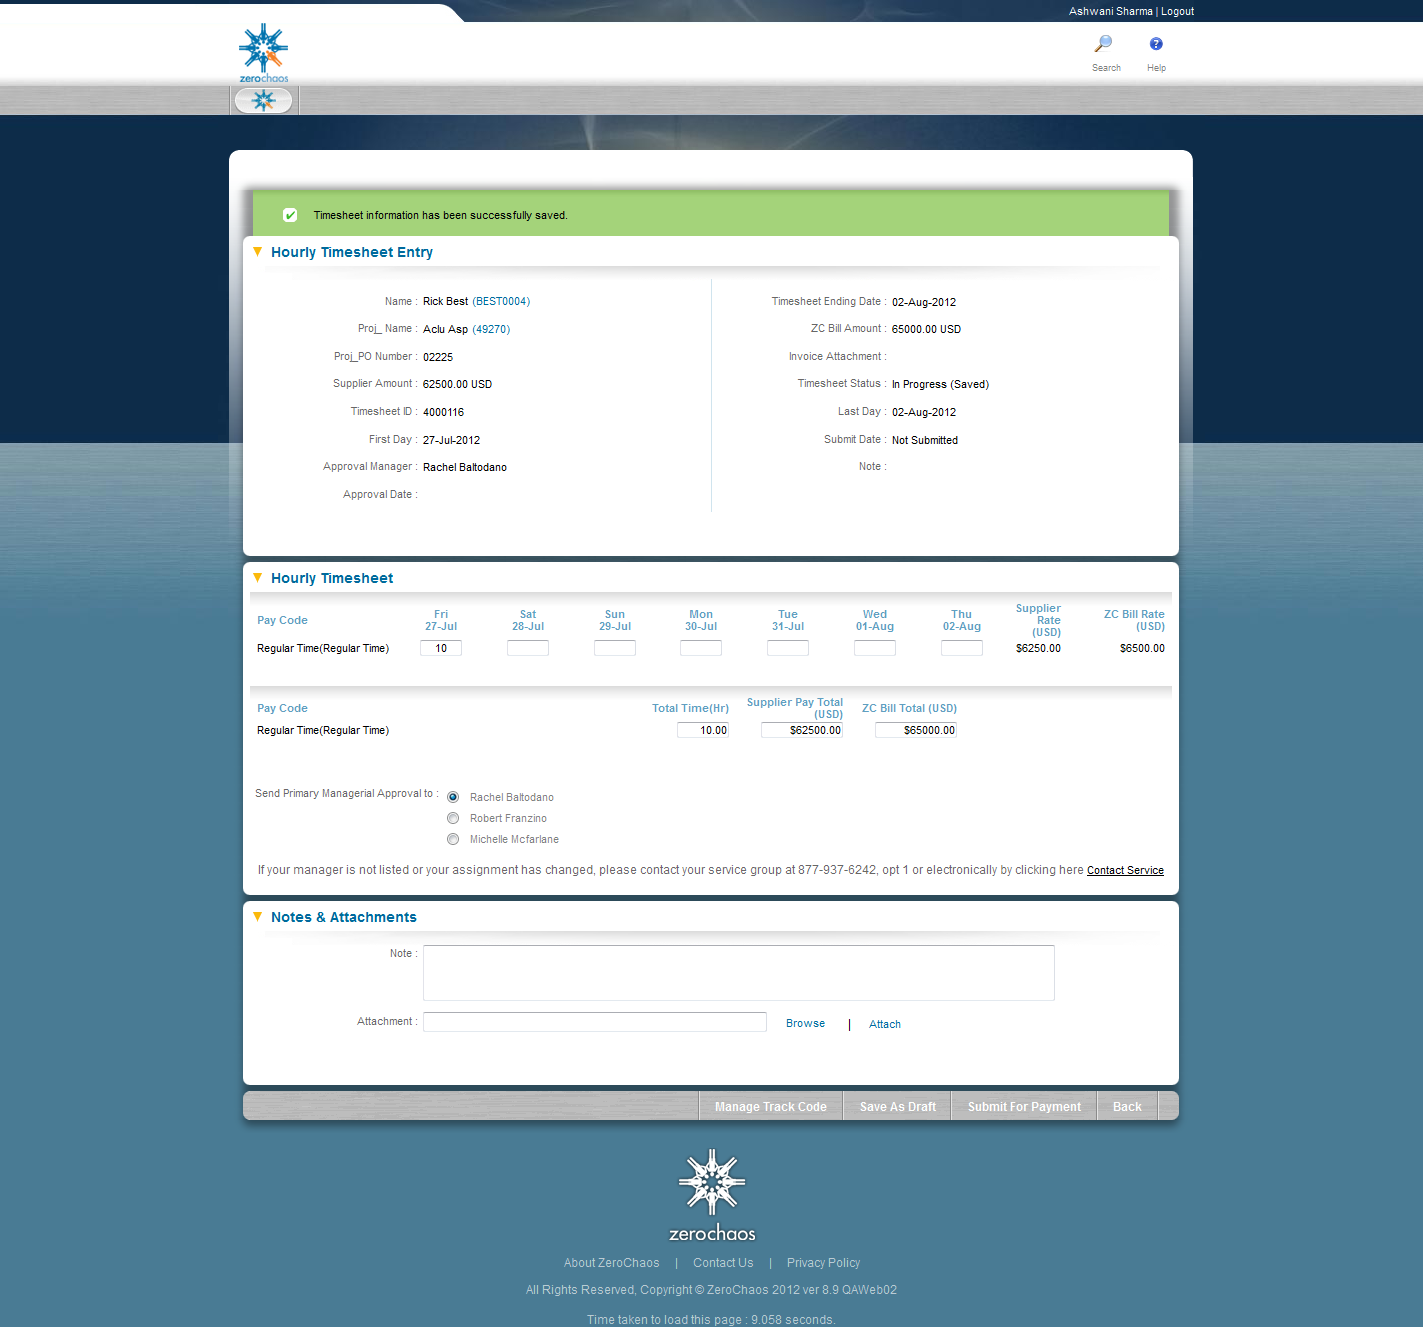 Ashwani Sharma | Logout
zerochaos
Search Help
Timesheet information has been successfully saved.
Hourly Timesheet Entry
Name : Rick Best (BEST0004)
Timesheet Ending Date : 02-Aug-2012
Proj_ Name : Aclu Asp (49270)
ZC Bill Amount : 65000.00 USD
Proj_PO Number : 02225
Invoice Attachment :
Supplier Amount : 62500.00 USD
Timesheet Status : In Progress (Saved)
Timesheet ID : 4000116
Last Day : 02-Aug-2012
First Day : 27-Jul-2012
Submit Date : Not Submitted
Approval Manager : Rachel Baltodano
Note :
Approval Date :
Hourly Timesheet
Pay Code Fri 27-Jul Sat 28-Jul Sun 29-Jul Mon 30-Jul Tue 31-Jul Wed 01-Aug Thu 02-Aug Supplier Rate (USD) ZC Bill Rate (USD)
Regular Time(Regular Time) 10 $6250.00 $6500.00
Pay Code Total Time(Hr) Supplier Pay Total (USD) ZC Bill Total (USD)
Regular Time(Regular Time) 10.00 $62500.00 $65000.00
Send Primary Managerial Approval to : Rachel Baltodano
Robert Franzino
Michelle Mcfarlane
If your manager is not listed or your assignment has changed, please contact your service group at 877-937-6242, opt 1 or electronically by clicking here Contact Service
Notes & Attachments
Note :
Attachment : Browse | Attach
Manage Track Code Save As Draft Submit For Payment Back
zerochaos
About ZeroChaos | Contact Us | Privacy Policy
All Rights Reserved, Copyright © ZeroChaos 2012 ver 8.9 QAWeb02
Time taken to load this page : 9.058 seconds.